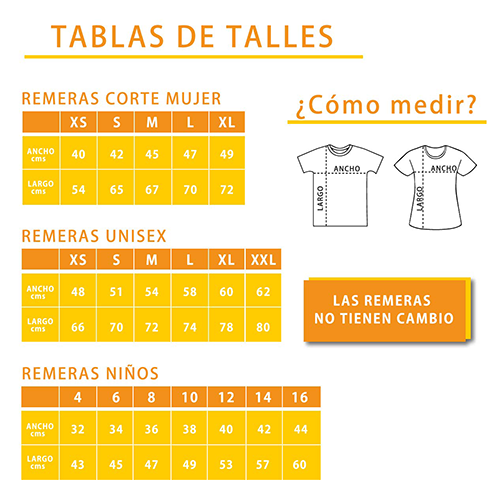 TABLAS DE TALLES
REMERAS CORTE MUJER
XS S M L XL
ANCHO cms 40 42 45 47 49
LARGO cms 54 65 67 70 72
¿Cómo medir?
ANCHO
LARGO
ANCHO
LARGO
REMERAS UNISEX
XS S M L XL XXL
ANCHO cms 48 51 54 58 60 62
LARGO cms 66 70 72 74 78 80
LAS REMERAS
NO TIENEN CAMBIO
REMERAS NIÑOS
4 6 8 10 12 14 16
ANCHO cms 32 34 36 38 40 42 44
LARGO cms 43 45 47 49 53 57 60